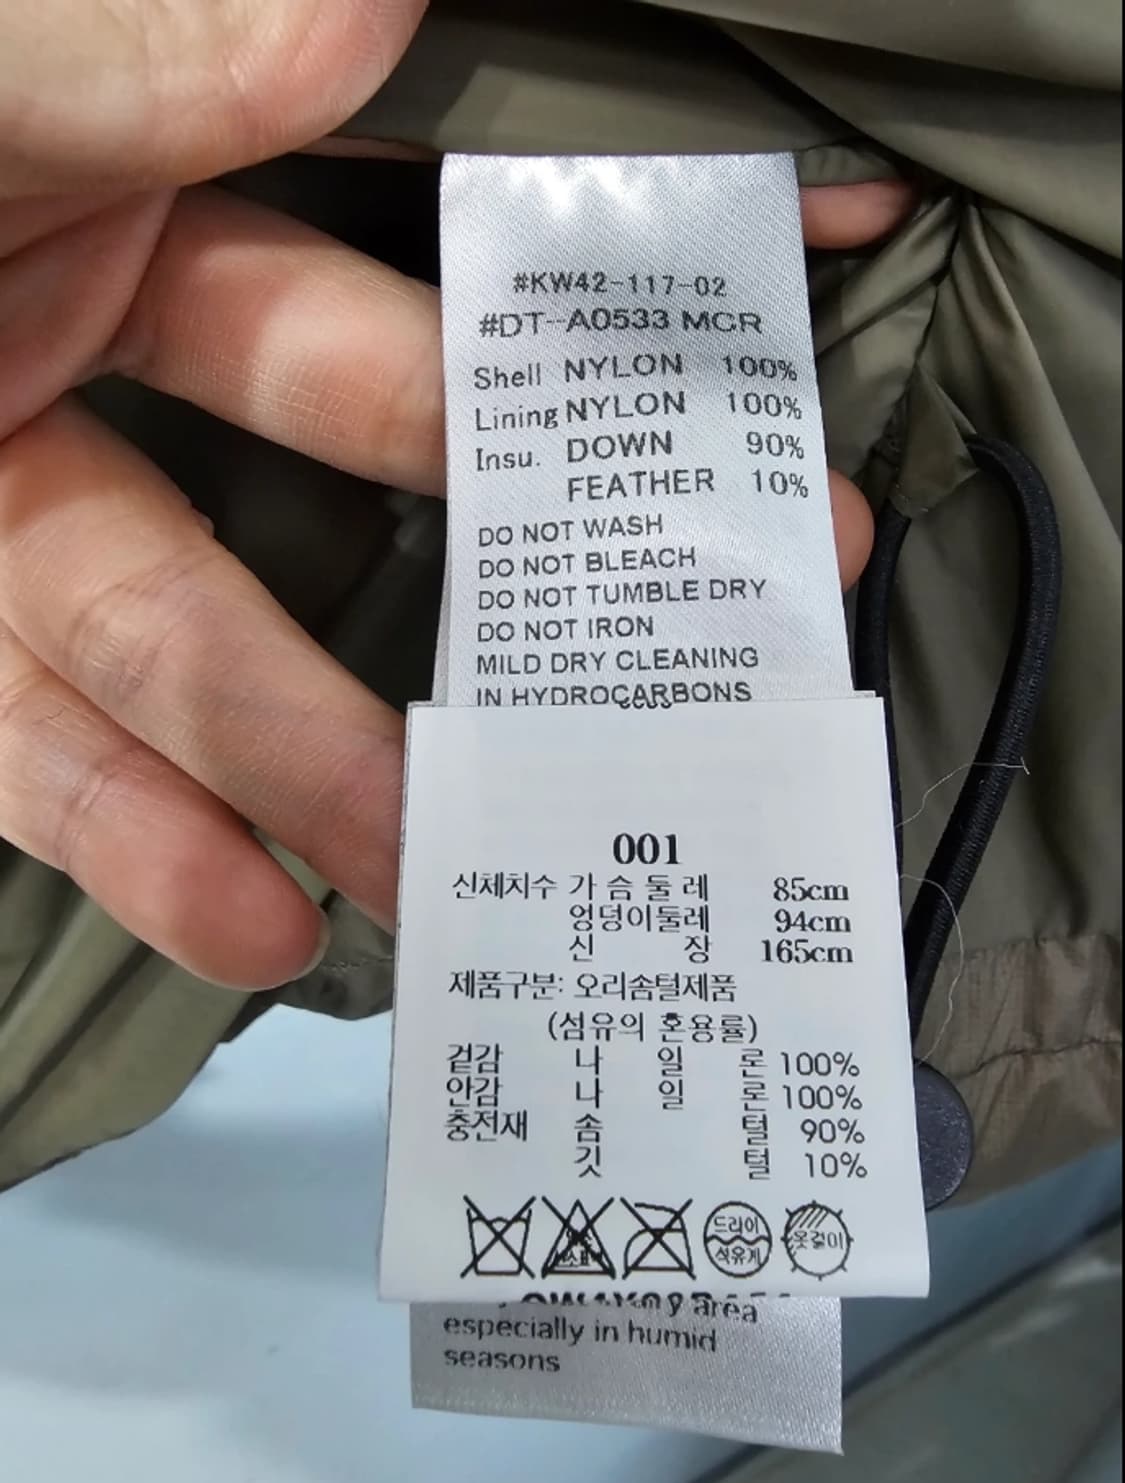 #KW42-117-02
#DT-A0533 MCR
Shell NYLON 100%
Lining NYLON 100%
Insu. DOWN 90%
FEATHER 10%
DO NOT WASH
DO NOT BLEACH
DO NOT TUMBLE DRY
DO NOT IRON
MILD DRY CLEANING
IN HYDROCARBONS
001
신체치수 가슴둘레 85cm
엉덩이둘레 94cm
신장 165cm
제품구분: 오리솜털제품
(섬유의 혼용률)
겉감 나일론 100%
안감 나일론 100%
충전재 솜털 90%
깃털 10%
드라이 옷걸이
석유계
area
especially in humid
seasons